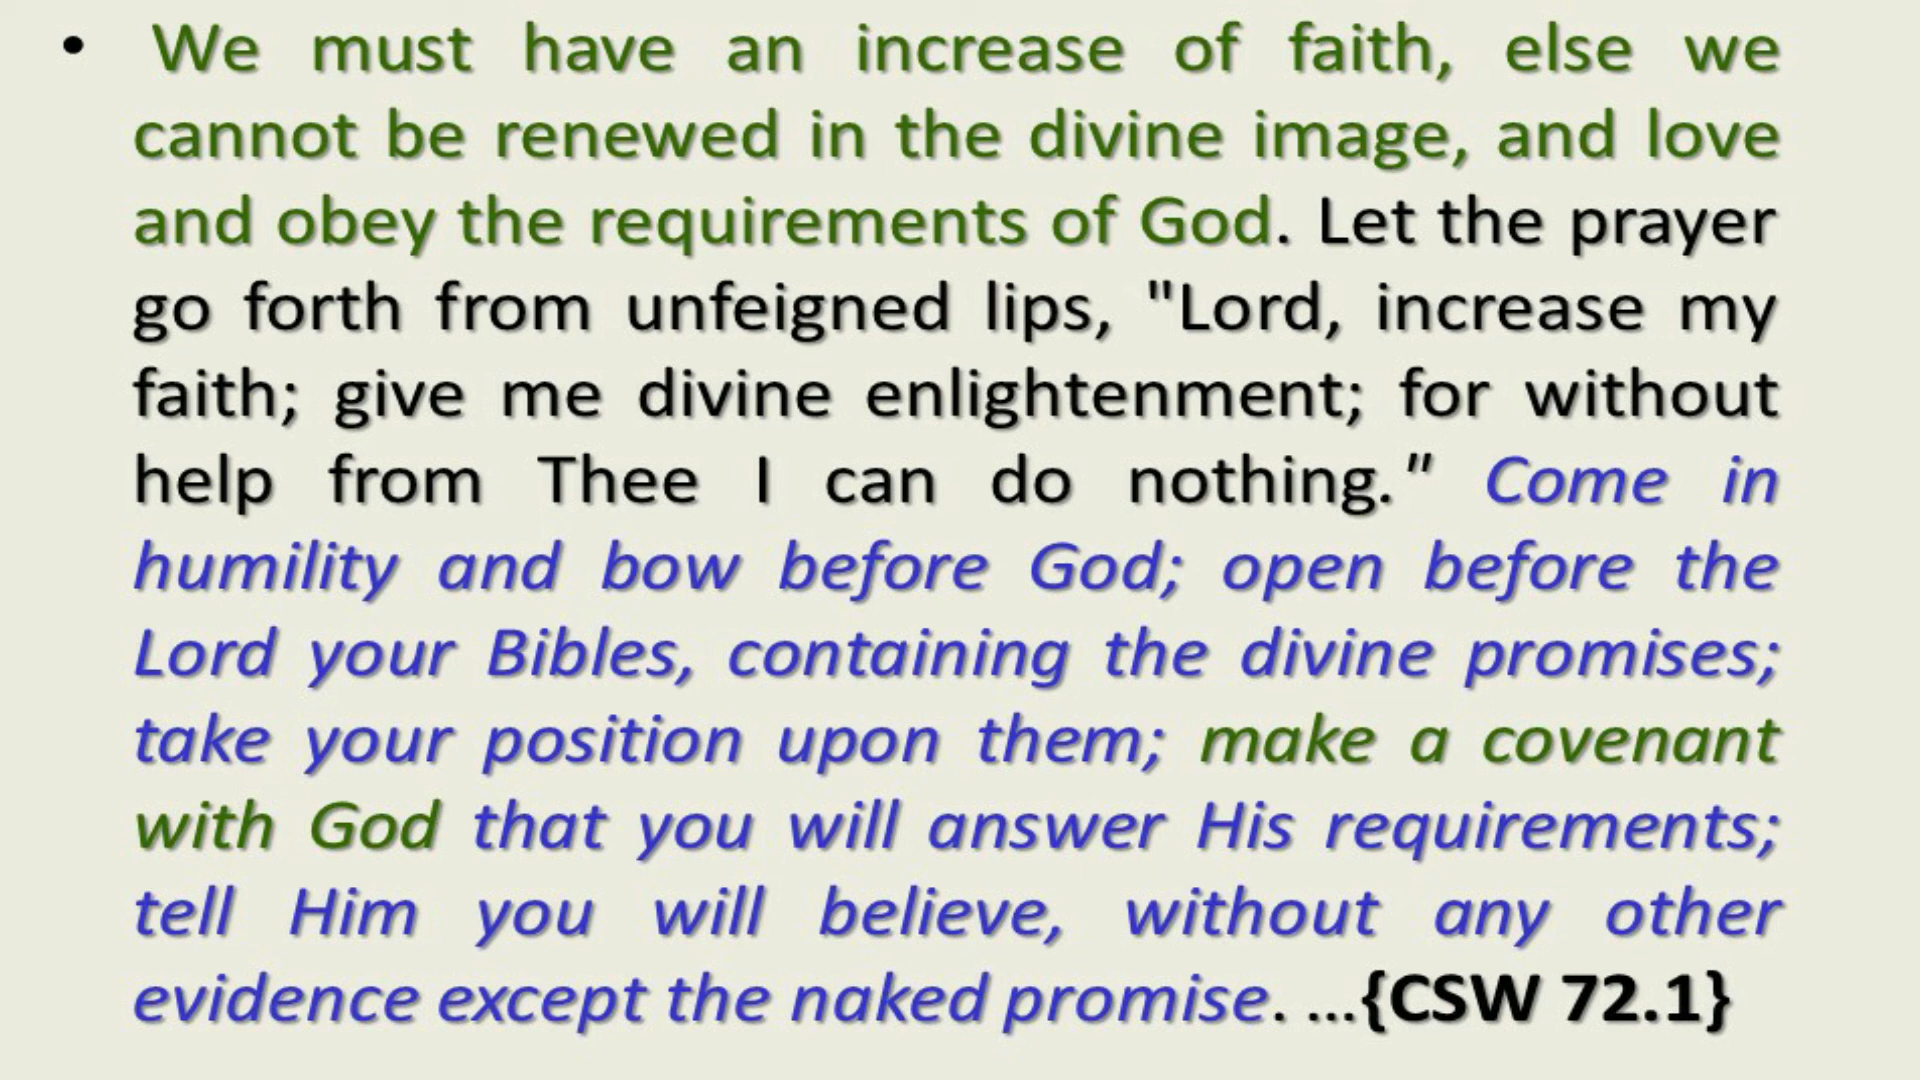 • We must have an increase of faith, else we
cannot be renewed in the divine image, and love
and obey the requirements of God. Let the prayer
go forth from unfeigned lips, "Lord, increase my
faith; give me divine enlightenment; for without
help from Thee I can do nothing." Come in
humility and bow before God; open before the
Lord your Bibles, containing the divine promises;
take your position upon them; make a covenant
with God that you will answer His requirements;
tell Him you will believe, without any other
evidence except the naked promise. ...{CSW 72.1}